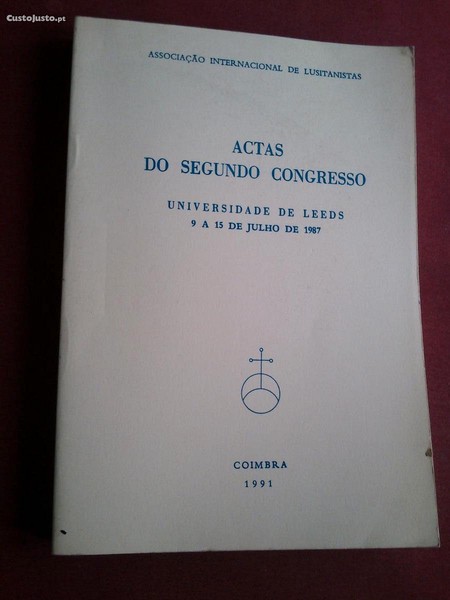 CustoJusto.pt
ASSOCIAÇÃO INTERNACIONAL DE LUSITANISTAS
ACTAS
DO SEGUNDO CONGRESSO
UNIVERSIDADE DE LEEDS
9 A 15 DE JULHO DE 1987
COIMBRA
1991